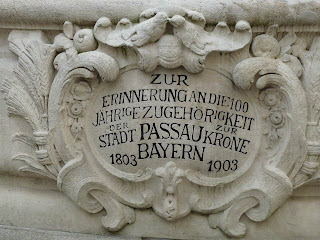 ZUR
ERINNERUNG AN DIE 100
JÄHRIGE ZUGEHÖRIGKEIT
DER STADT PASSAU ZUR KRONE
1803 BAYERN 1903